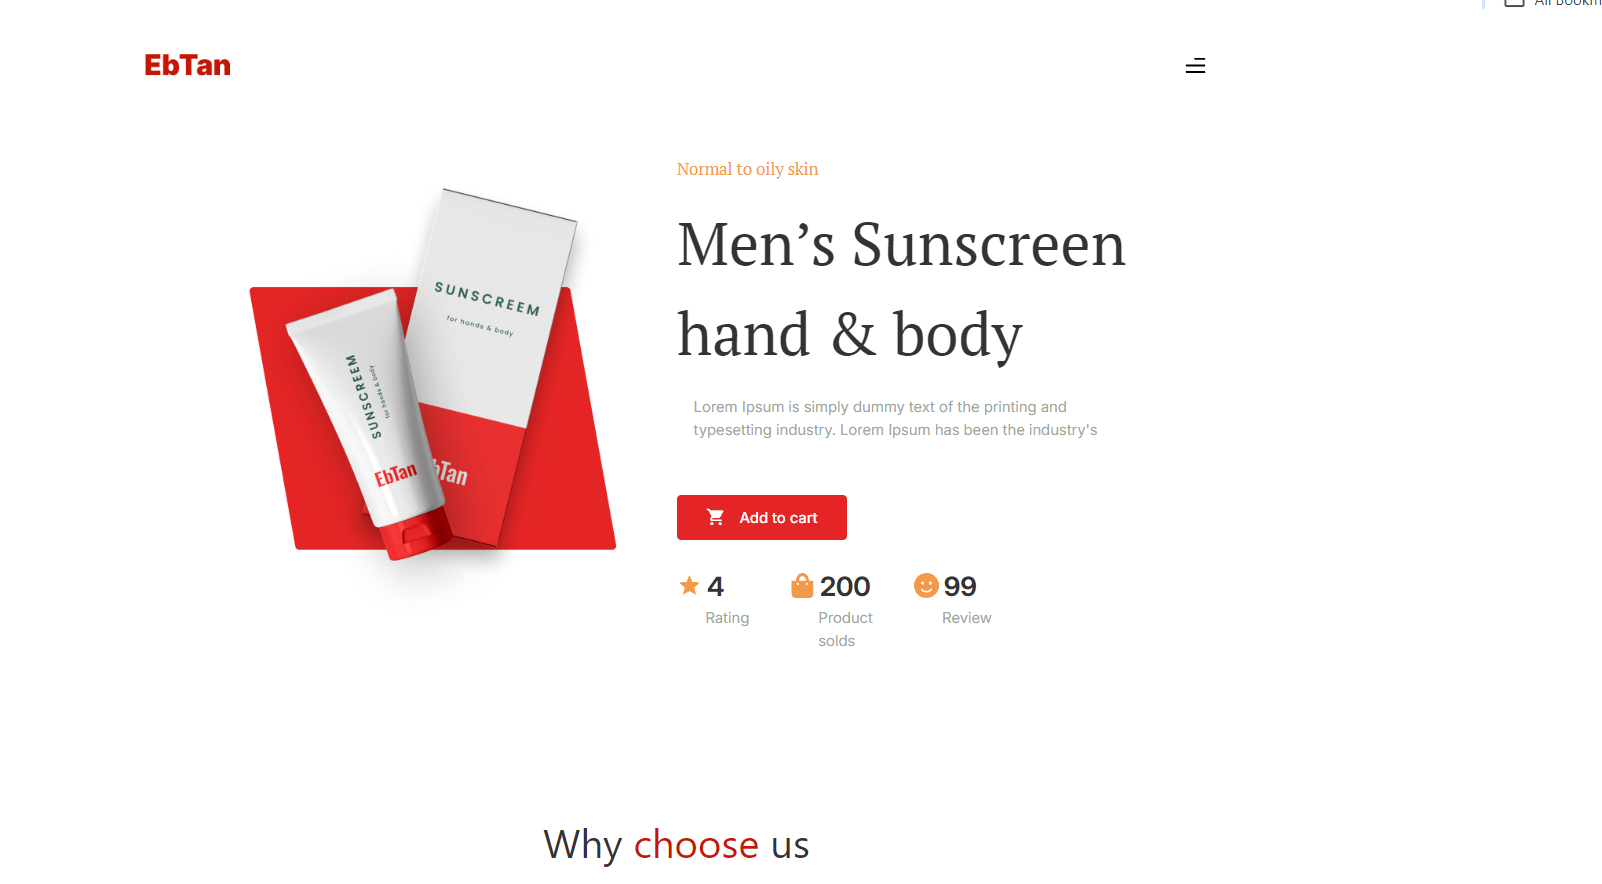 All Bookm
EbTan
Normal to oily skin
Men’s Sunscreen
hand & body
Lorem Ipsum is simply dummy text of the printing and
typesetting industry. Lorem Ipsum has been the industry's
Add to cart
4
Rating
200
Product
solds
99
Review
SUNSCREEM
for hands & body
bTan
SUNSCREEM
for hands & body
EbTan
Why choose us